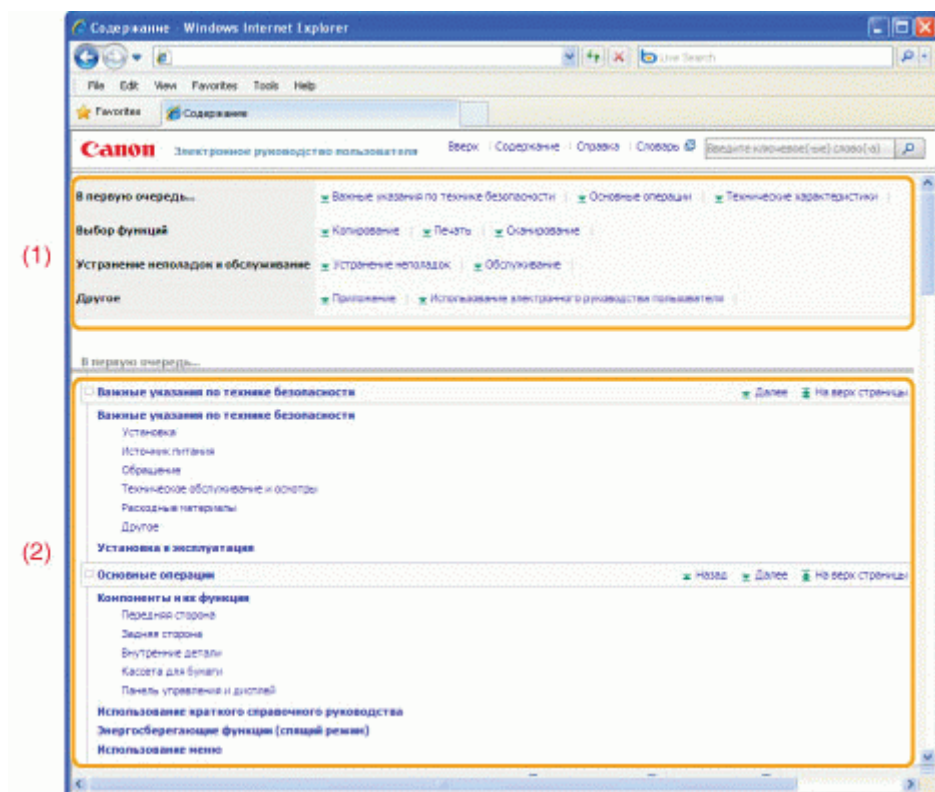 Содержание - Windows Internet Explorer
Live Search
File Edit View Favorites Tools Help
Favorites Содержание
Canon Электронное руководство пользователя Вверх Содержание Справка Словарь Введите ключевое(-ые) слово(-а)
(1)
В первую очередь... Важные указания по технике безопасности Основные операции Технические характеристики
Выбор функций Копирование Печать Сканирование
Устранение неполадок и обслуживание Устранение неполадок Обслуживание
Другое Приложение Использование электронного руководства пользователя
В первую очередь...
(2)
Важные указания по технике безопасности Далее На верх страницы
Важные указания по технике безопасности
Установка
Источник питания
Обращение
Техническое обслуживание и осмотры
Расходные материалы
Другое
Установка и эксплуатация
Основные операции Назад Далее На верх страницы
Компоненты и их функции
Передняя сторона
Задняя сторона
Внутренние детали
Кассета для бумаги
Панель управления и дисплей
Использование краткого справочного руководства
Энергосберегающие функции (спящий режим)
Использование меню